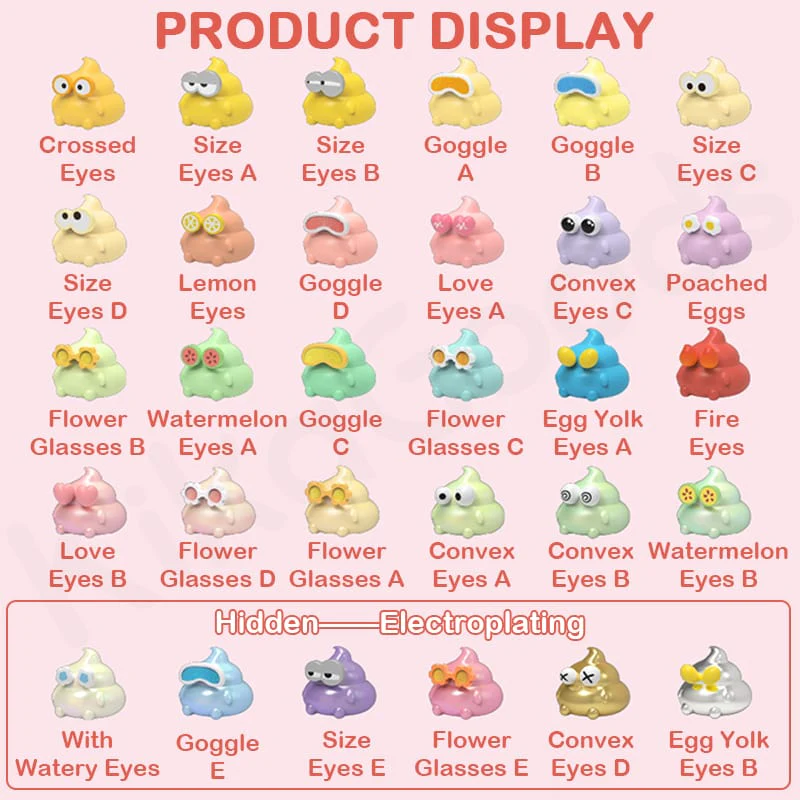 PRODUCT DISPLAY
Crossed Eyes
Size Eyes A
Size Eyes B
Goggle A
Goggle B
Size Eyes C
Size Eyes D
Lemon Eyes
Goggle D
Love Eyes A
Convex Eyes C
Poached Eggs
Flower Glasses B
Watermelon Eyes A
Goggle C
Flower Glasses C
Egg Yolk Eyes A
Fire Eyes
Love Eyes B
Flower Glasses D
Flower Glasses A
Convex Eyes A
Convex Eyes B
Watermelon Eyes B
Hidden——Electroplating
With Watery Eyes
Goggle E
Size Eyes E
Flower Glasses E
Convex Eyes D
Egg Yolk Eyes B